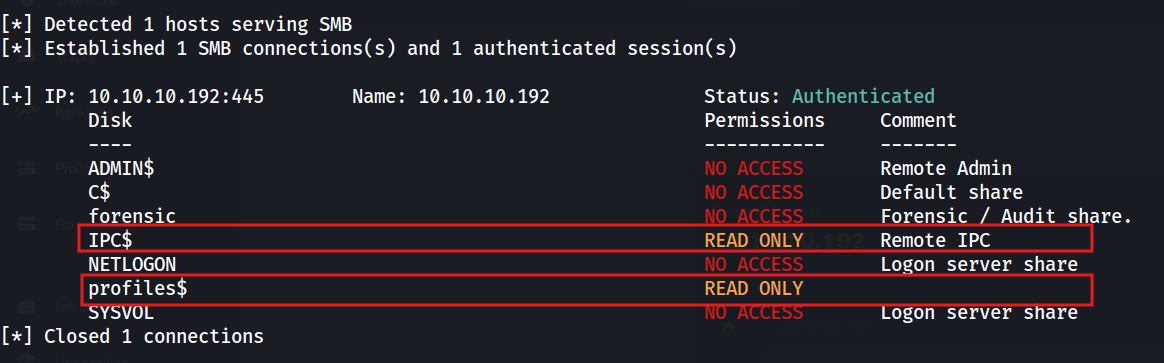 [*] Detected 1 hosts serving SMB
[*] Established 1 SMB connections(s) and 1 authenticated session(s)
[+] IP: 10.10.10.192:445 Name: 10.10.10.192 Status: Authenticated
Disk Permissions Comment
---- ----------- -------
ADMIN$ NO ACCESS Remote Admin
C$ NO ACCESS Default share
forensic NO ACCESS Forensic / Audit share.
IPC$ READ ONLY Remote IPC
NETLOGON NO ACCESS Logon server share
profiles$ READ ONLY
SYSVOL NO ACCESS Logon server share
[*] Closed 1 connections